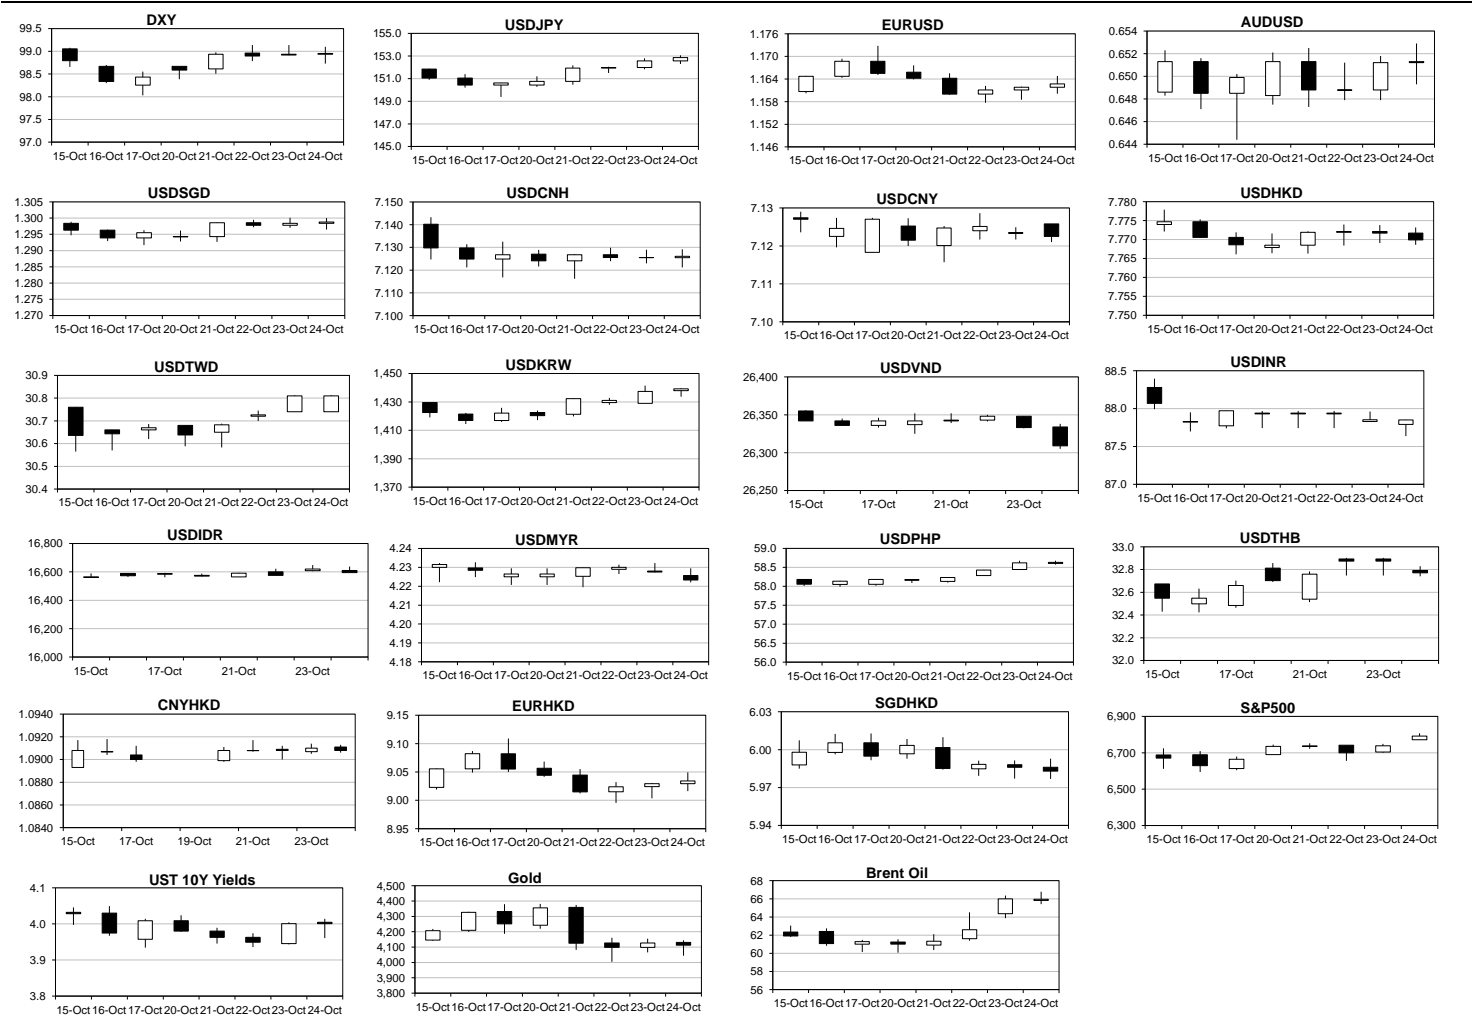 DXY
99.5
99.0
98.5
98.0
97.5
97.0
15-Oct 16-Oct 17-Oct 20-Oct 21-Oct 22-Oct 23-Oct 24-Oct
USDJPY
155.0
153.0
151.0
149.0
147.0
145.0
15-Oct 16-Oct 17-Oct 20-Oct 21-Oct 22-Oct 23-Oct 24-Oct
EURUSD
1.176
1.170
1.164
1.158
1.152
1.146
15-Oct 16-Oct 17-Oct 20-Oct 21-Oct 22-Oct 23-Oct 24-Oct
AUDUSD
0.654
0.652
0.650
0.648
0.646
0.644
15-Oct 16-Oct 17-Oct 20-Oct 21-Oct 22-Oct 23-Oct 24-Oct
USDSGD
1.305
1.300
1.295
1.290
1.285
1.280
1.275
1.270
15-Oct 16-Oct 17-Oct 20-Oct 21-Oct 22-Oct 23-Oct 24-Oct
USDCNH
7.150
7.140
7.130
7.120
7.110
7.100
15-Oct 16-Oct 17-Oct 20-Oct 21-Oct 22-Oct 23-Oct 24-Oct
USDCNY
7.13
7.12
7.11
7.10
15-Oct 16-Oct 17-Oct 20-Oct 21-Oct 22-Oct 23-Oct 24-Oct
USDHKD
7.780
7.775
7.770
7.765
7.760
7.755
7.750
15-Oct 16-Oct 17-Oct 20-Oct 21-Oct 22-Oct 23-Oct 24-Oct
USDTWD
30.9
30.8
30.7
30.6
30.5
30.4
15-Oct 16-Oct 17-Oct 20-Oct 21-Oct 22-Oct 23-Oct 24-Oct
USDKRW
1,450
1,430
1,410
1,390
1,370
15-Oct 16-Oct 17-Oct 20-Oct 21-Oct 22-Oct 23-Oct 24-Oct
USDVND
26,400
26,350
26,300
26,250
15-Oct 17-Oct 21-Oct 23-Oct
USDINR
88.5
88.0
87.5
87.0
15-Oct 16-Oct 17-Oct 20-Oct 21-Oct 22-Oct 23-Oct 24-Oct
USDIDR
16,800
16,600
16,400
16,200
16,000
15-Oct 17-Oct 21-Oct 23-Oct
USDMYR
4.24
4.23
4.22
4.20
4.19
4.18
15-Oct 16-Oct 17-Oct 20-Oct 21-Oct 22-Oct 23-Oct 24-Oct
USDPHP
59.0
58.5
58.0
57.5
57.0
56.5
56.0
15-Oct 16-Oct 17-Oct 20-Oct 21-Oct 22-Oct 23-Oct 24-Oct
USDTHB
33.0
32.8
32.6
32.4
32.2
32.0
15-Oct 17-Oct 21-Oct 23-Oct
CNYHKD
1.0940
1.0920
1.0900
1.0880
1.0860
1.0840
15-Oct 17-Oct 19-Oct 21-Oct 23-Oct
EURHKD
9.15
9.10
9.05
9.00
8.95
15-Oct 16-Oct 17-Oct 20-Oct 21-Oct 22-Oct 23-Oct 24-Oct
SGDHKD
6.03
6.00
5.97
5.94
15-Oct 16-Oct 17-Oct 20-Oct 21-Oct 22-Oct 23-Oct 24-Oct
S&P500
6,900
6,700
6,500
6,300
15-Oct 16-Oct 17-Oct 20-Oct 21-Oct 22-Oct 23-Oct 24-Oct
UST 10Y Yields
4.1
4.0
3.9
3.8
15-Oct 16-Oct 17-Oct 20-Oct 21-Oct 22-Oct 23-Oct 24-Oct
Gold
4,500
4,400
4,300
4,200
4,100
4,000
3,900
3,800
15-Oct 16-Oct 17-Oct 20-Oct 21-Oct 22-Oct 23-Oct 24-Oct
Brent Oil
68
66
64
62
60
58
56
15-Oct 16-Oct 17-Oct 20-Oct 21-Oct 22-Oct 23-Oct 24-Oct